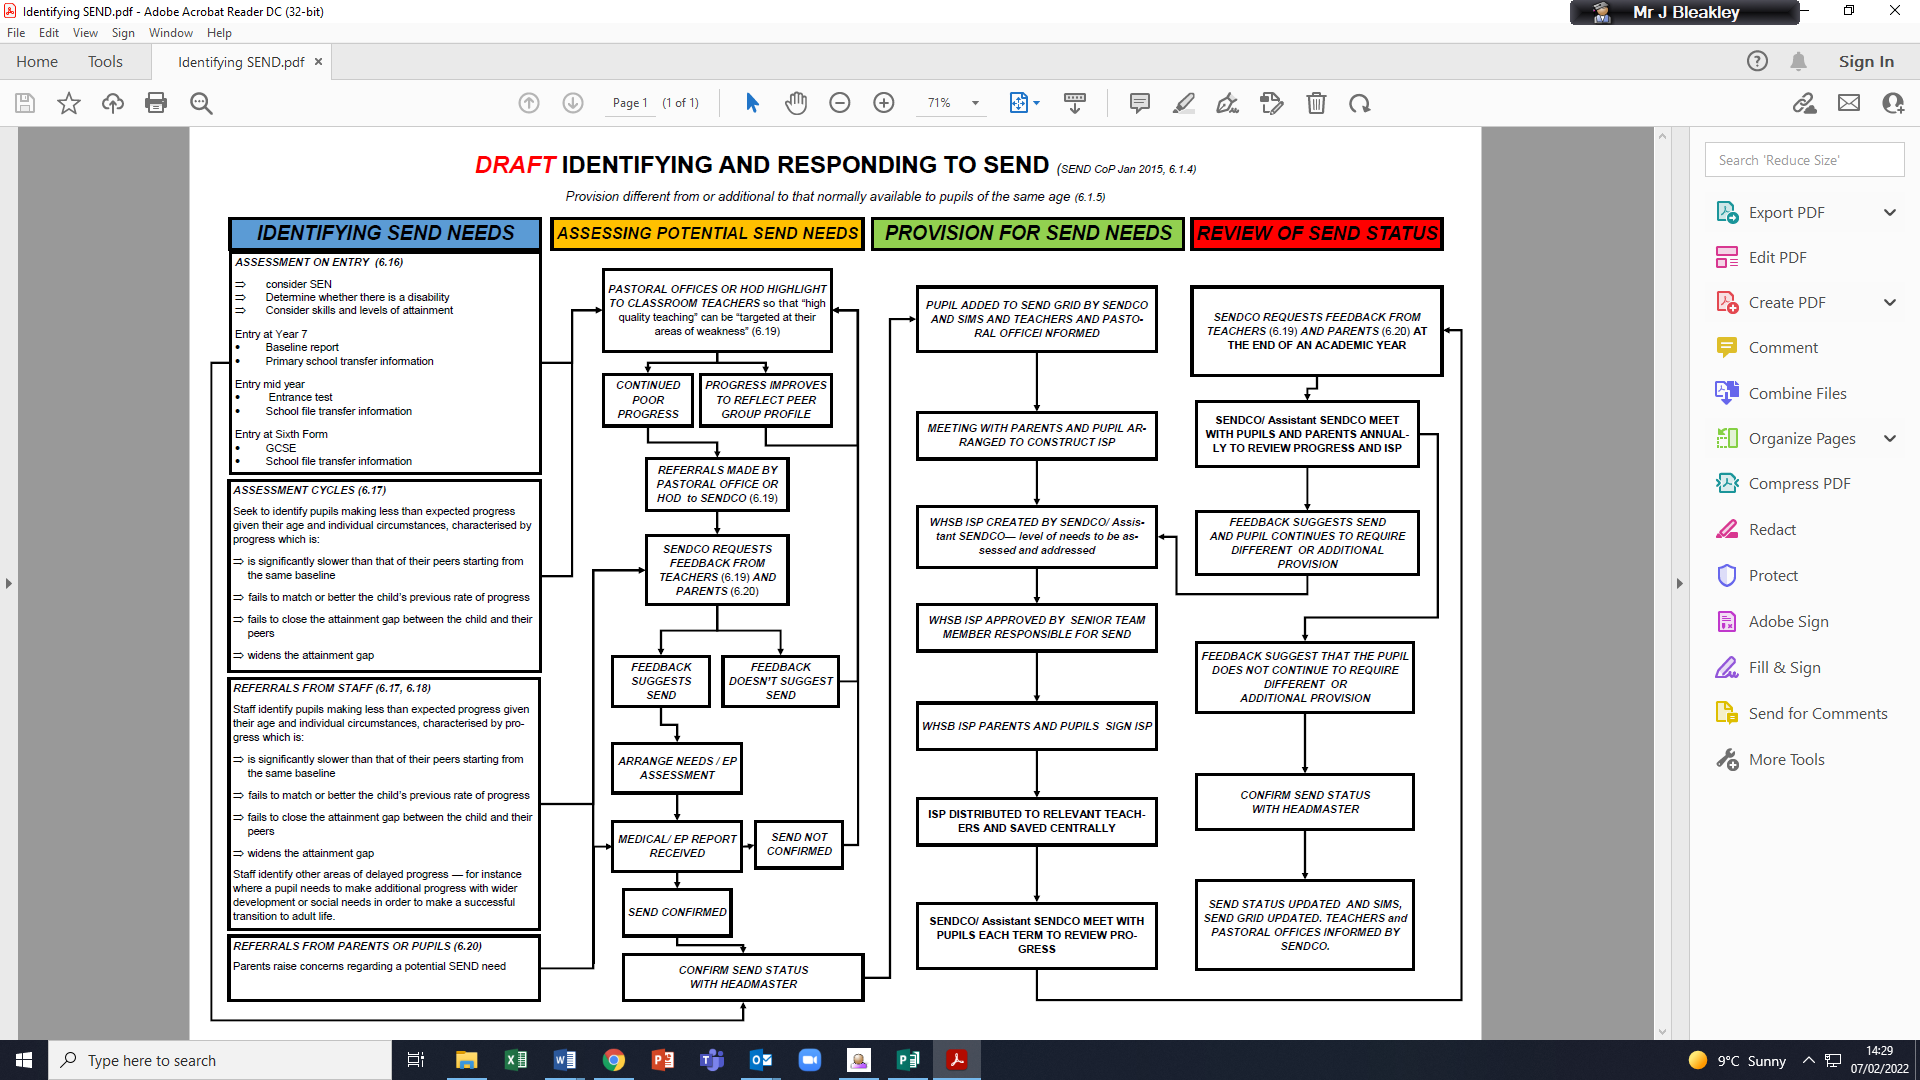 Identifying SEND.pdf - Adobe Acrobat Reader DC (32-bit)
Mr J Bleakley
File Edit View Sign Window Help
Home Tools Identifying SEND.pdf × Sign In
Page 1 (1 of 1) 71%
DRAFT IDENTIFYING AND RESPONDING TO SEND (SEND CoP Jan 2015, 6.1.4)
Provision different from or additional to that normally available to pupils of the same age (6.1.5)
IDENTIFYING SEND NEEDS
ASSESSMENT ON ENTRY (6.16)
⇒ consider SEN
⇒ Determine whether there is a disability
⇒ Consider skills and levels of attainment
Entry at Year 7
• Baseline report
• Primary school transfer information
Entry mid year
• Entrance test
• School file transfer information
Entry at Sixth Form
• GCSE
• School file transfer information
ASSESSMENT CYCLES (6.17)
Seek to identify pupils making less than expected progress
given their age and individual circumstances, characterised by
progress which is:
⇒ is significantly slower than that of their peers starting from
the same baseline
⇒ fails to match or better the child's previous rate of progress
⇒ fails to close the attainment gap between the child and their
peers
⇒ widens the attainment gap
REFERRALS FROM STAFF (6.17, 6.18)
Staff identify pupils making less than expected progress given
their age and individual circumstances, characterised by pro-
gress which is:
⇒ is significantly slower than that of their peers starting from
the same baseline
⇒ fails to match or better the child's previous rate of progress
⇒ fails to close the attainment gap between the child and their
peers
⇒ widens the attainment gap
Staff identify other areas of delayed progress — for instance
where a pupil needs to make additional progress with wider
development or social needs in order to make a successful
transition to adult life.
REFERRALS FROM PARENTS OR PUPILS (6.20)
Parents raise concerns regarding a potential SEND need
ASSESSING POTENTIAL SEND NEEDS
PASTORAL OFFICES OR HOD HIGHLIGHT
TO CLASSROOM TEACHERS so that "high
quality teaching" can be "targeted at their
areas of weakness" (6.19)
CONTINUED
POOR
PROGRESS
PROGRESS IMPROVES
TO REFLECT PEER
GROUP PROFILE
REFERRALS MADE BY
PASTORAL OFFICE OR
HOD to SENDCO (6.19)
SENDCO REQUESTS
FEEDBACK FROM
TEACHERS (6.19) AND
PARENTS (6.20)
FEEDBACK
SUGGESTS
SEND
FEEDBACK
DOESN'T SUGGEST
SEND
ARRANGE NEEDS / EP
ASSESSMENT
MEDICAL/ EP REPORT
RECEIVED
SEND NOT
CONFIRMED
SEND CONFIRMED
CONFIRM SEND STATUS
WITH HEADMASTER
PROVISION FOR SEND NEEDS
PUPIL ADDED TO SEND GRID BY SENDCO
AND SIMS AND TEACHERS AND PASTO-
RAL OFFICEI NFORMED
MEETING WITH PARENTS AND PUPIL AR-
RANGED TO CONSTRUCT ISP
WHSB ISP CREATED BY SENDCO/ Assis-
tant SENDCO— level of needs to be as-
sessed and addressed
WHSB ISP APPROVED BY SENIOR TEAM
MEMBER RESPONSIBLE FOR SEND
WHSB ISP PARENTS AND PUPILS SIGN ISP
ISP DISTRIBUTED TO RELEVANT TEACH-
ERS AND SAVED CENTRALLY
SENDCO/ Assistant SENDCO MEET WITH
PUPILS EACH TERM TO REVIEW PRO-
GRESS
REVIEW OF SEND STATUS
SENDCO REQUESTS FEEDBACK FROM
TEACHERS (6.19) AND PARENTS (6.20) AT
THE END OF AN ACADEMIC YEAR
SENDCO/ Assistant SENDCO MEET
WITH PUPILS AND PARENTS ANNUAL-
LY TO REVIEW PROGRESS AND ISP
FEEDBACK SUGGESTS SEND
AND PUPIL CONTINUES TO REQUIRE
DIFFERENT OR ADDITIONAL
PROVISION
FEEDBACK SUGGEST THAT THE PUPIL
DOES NOT CONTINUE TO REQUIRE
DIFFERENT OR
ADDITIONAL PROVISION
CONFIRM SEND STATUS
WITH HEADMASTER
SEND STATUS UPDATED AND SIMS,
SEND GRID UPDATED. TEACHERS and
PASTORAL OFFICES INFORMED BY
SENDCO.
Search 'Reduce Size'
Export PDF
Edit PDF
Create PDF
Comment
Combine Files
Organize Pages
Compress PDF
Redact
Protect
Adobe Sign
Fill & Sign
Send for Comments
More Tools
Type here to search
9°C Sunny
14:29
07/02/2022